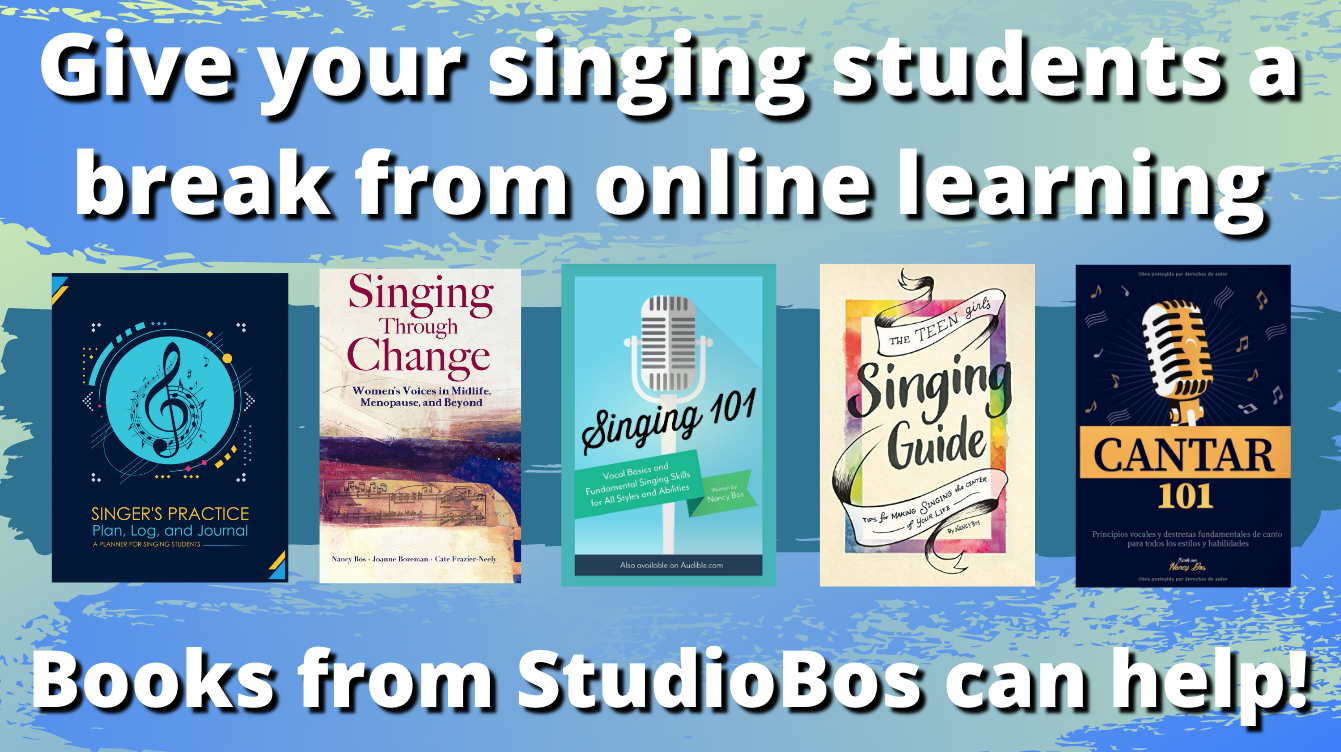 Give your singing students a
break from online learning
SINGER'S PRACTICE
Plan, Log, and Journal
A PLANNER FOR SINGING STUDENTS
Singing
Through
Change
Women's Voices in Midlife,
Menopause, and Beyond
Nancy Bos · Joanne Bozeman · Cate Frazier-Neely
Singing 101
Vocal Basics and
Fundamental Singing Skills
for All Styles and Abilities
Written by
Nancy Bos
Also available on Audible.com
THE TEEN girls
Singing
Guide
TIPS for MAKING SINGING the CENTER
of YOUR LIFE
By NANCY BOS
Obra protegida por derechos de autor
CANTAR
101
Principios vocales y destrezas fundamentales de canto
para todos los estilos y habilidades
Nancy Bos
Obra protegida por derechos de autor
Books from StudioBos can help!